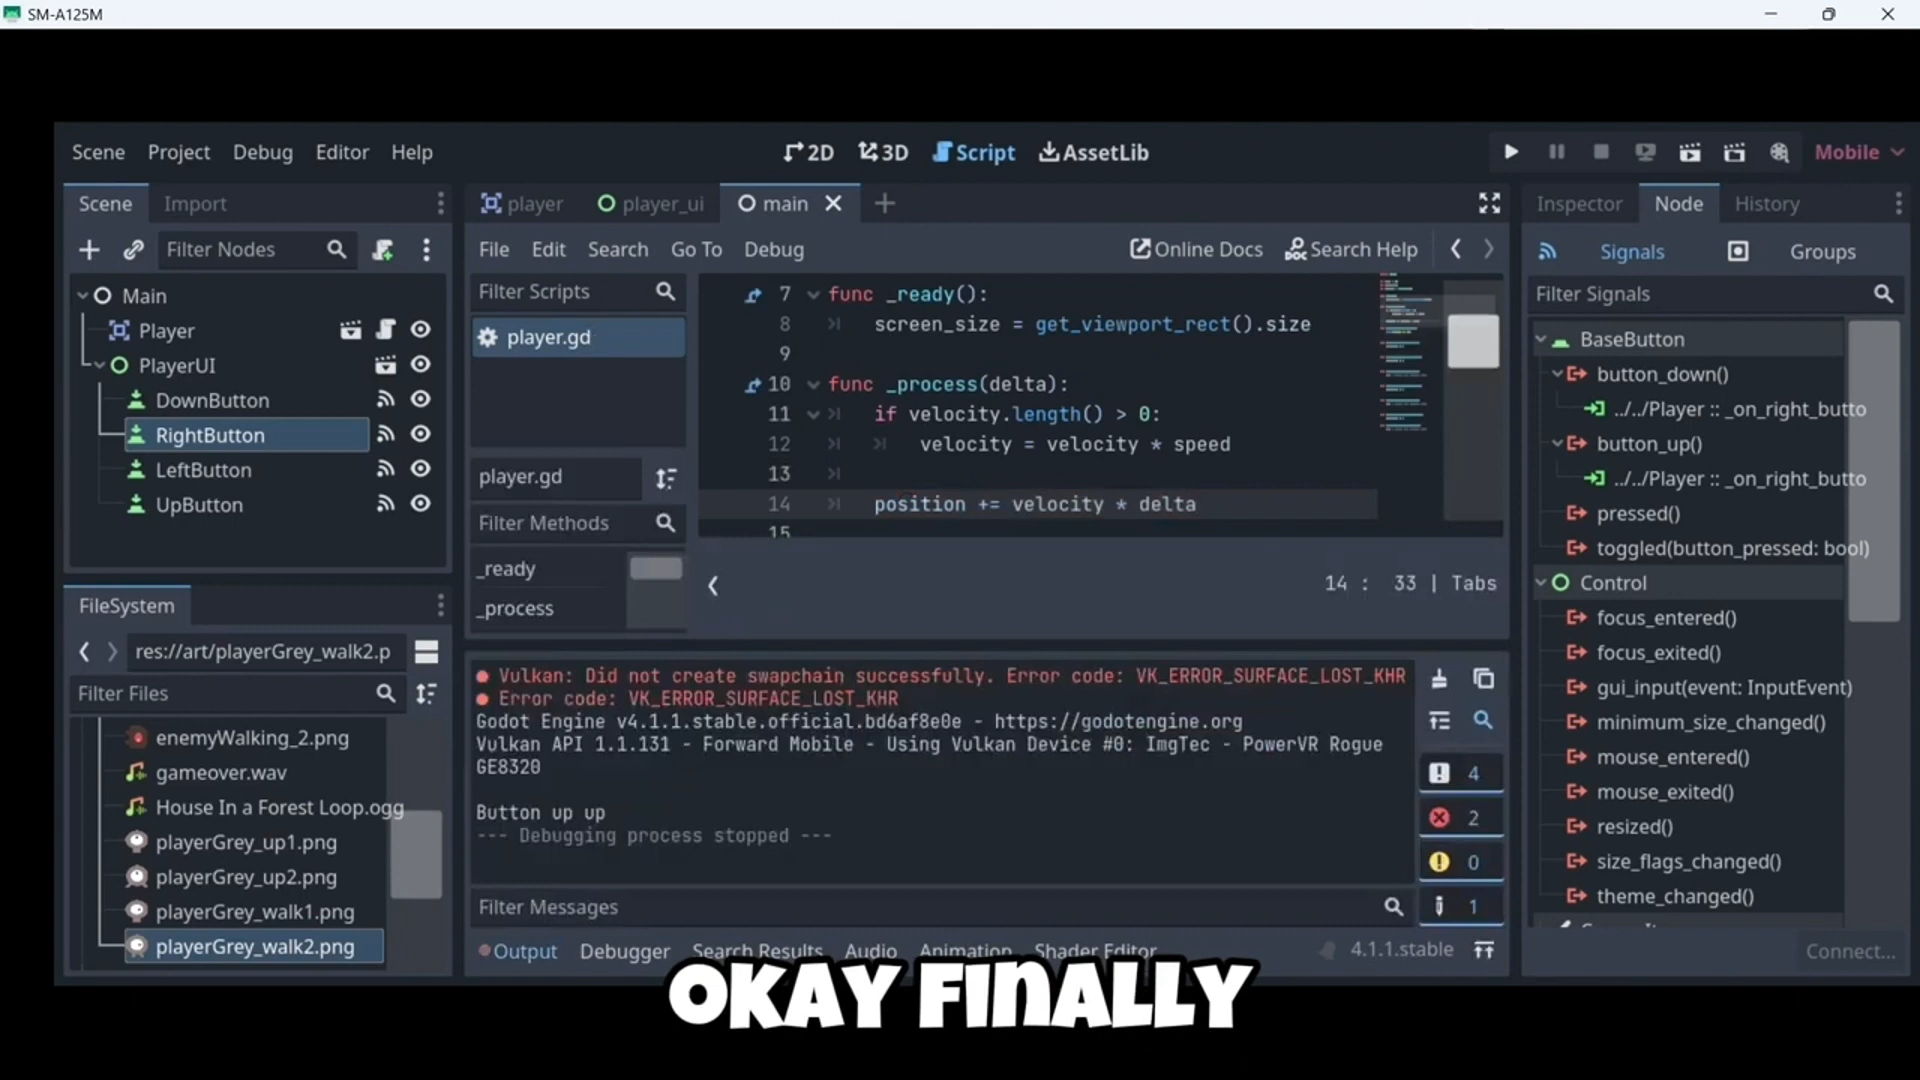 SM-A125M
Scene Project Debug Editor Help
2D 3D Script AssetLib
Mobile
Scene Import
Filter Nodes
Main
Player
PlayerUI
DownButton
RightButton
LeftButton
UpButton
FileSystem
res://art/playerGrey_walk2.p
Filter Files
enemyWalking_2.png
gameover.wav
House In a Forest Loop.ogg
playerGrey_up1.png
playerGrey_up2.png
playerGrey_walk1.png
playerGrey_walk2.png
player player_ui main
File Edit Search Go To Debug
Online Docs Search Help
Filter Scripts
player.gd
player.gd
Filter Methods
_ready
_process
7 func _ready():
8 screen_size = get_viewport_rect().size
9
10 func _process(delta):
11 if velocity.length() > 0:
12 velocity = velocity * speed
13
14 position += velocity * delta
15
14 : 33 | Tabs
Vulkan: Did not create swapchain successfully. Error code: VK_ERROR_SURFACE_LOST_KHR
Error code: VK_ERROR_SURFACE_LOST_KHR
Godot Engine v4.1.1.stable.official.bd6af8e0e - https://godotengine.org
Vulkan API 1.1.131 - Forward Mobile - Using Vulkan Device #0: ImgTec - PowerVR Rogue
GE8320
Button up up
--- Debugging process stopped ---
4
2
0
1
Filter Messages
Output Debugger Search Results Audio Animation Shader Editor
4.1.1.stable
Inspector Node History
Signals Groups
Filter Signals
BaseButton
button_down()
../../Player :: _on_right_butto
button_up()
../../Player :: _on_right_butto
pressed()
toggled(button_pressed: bool)
Control
focus_entered()
focus_exited()
gui_input(event: InputEvent)
minimum_size_changed()
mouse_entered()
mouse_exited()
resized()
size_flags_changed()
theme_changed()
Connect...
OKAY FINALLY